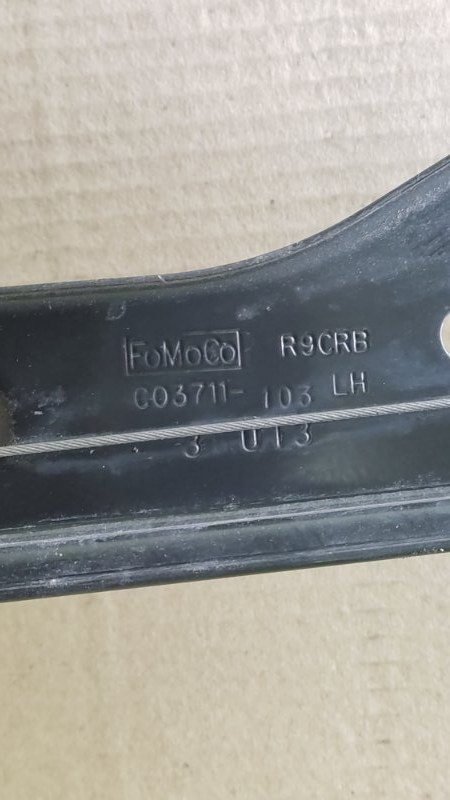 FoMoCo R9CRB
C03711-103 LH
3 U13